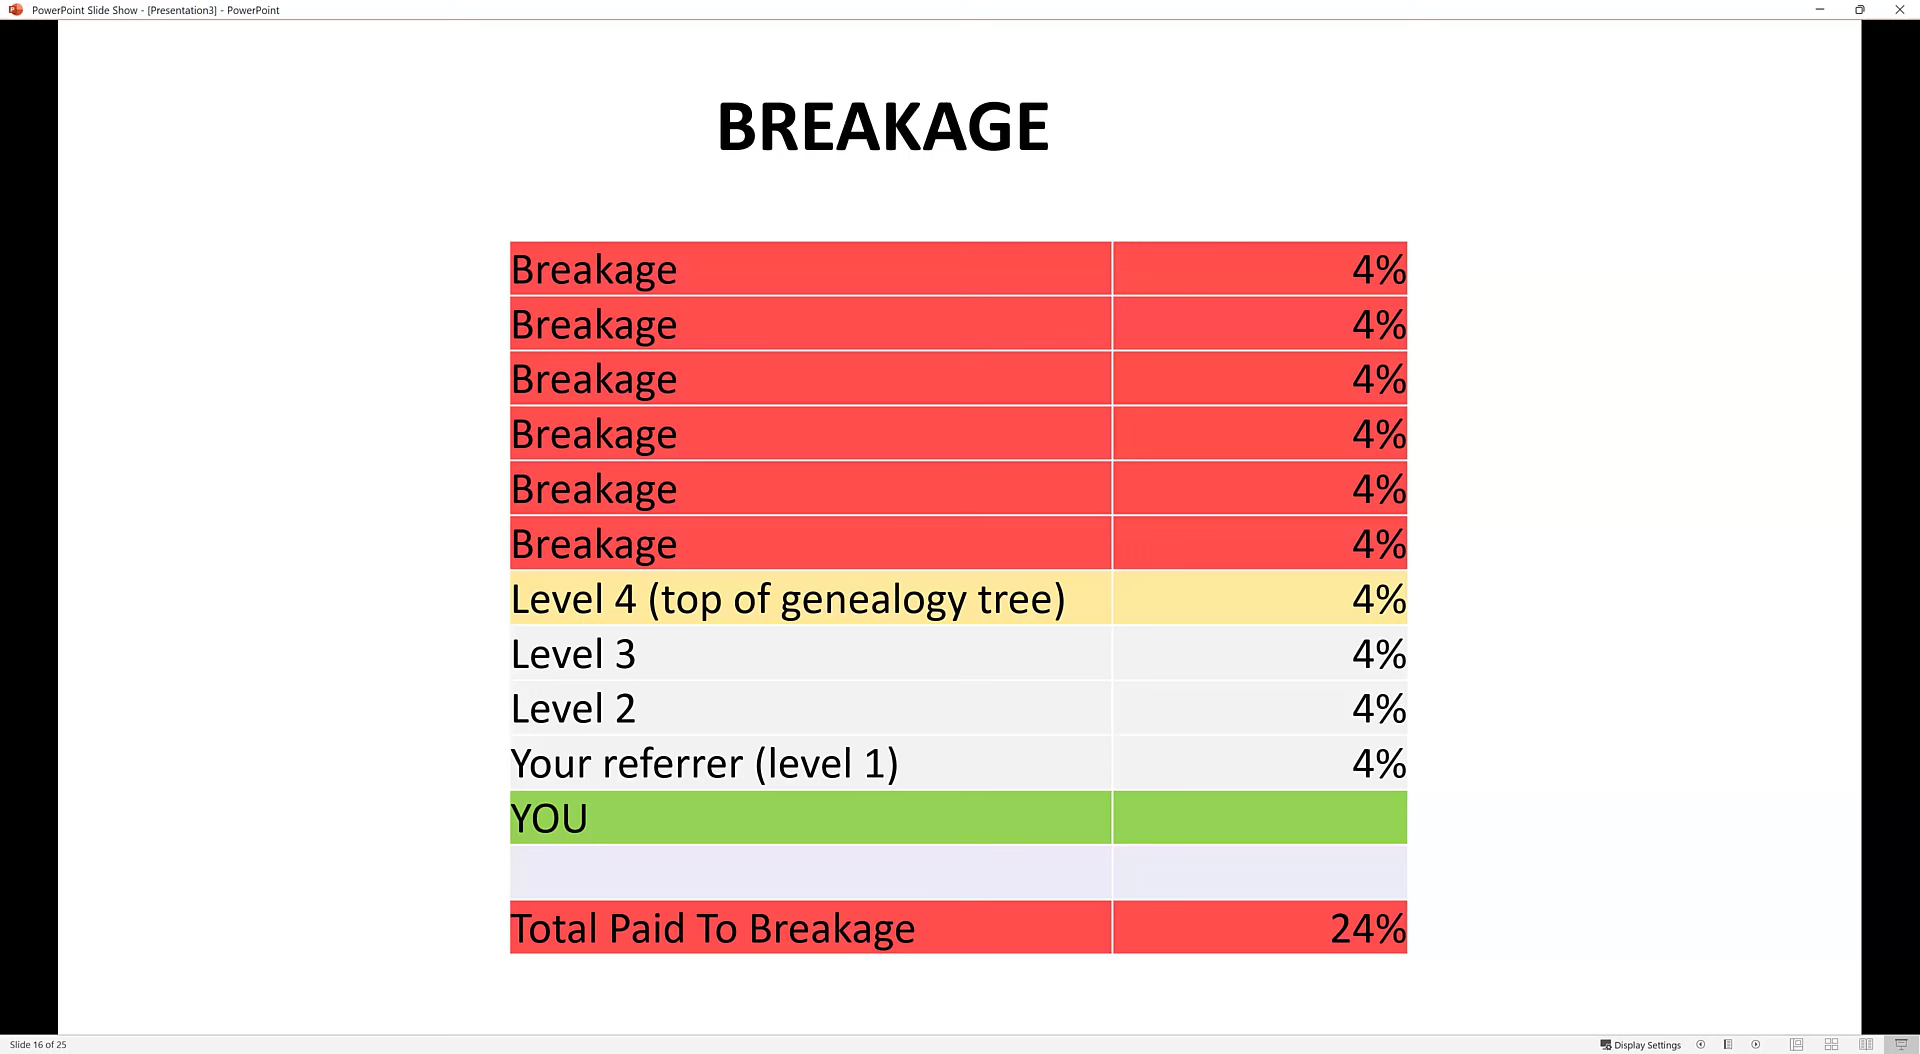 PowerPoint Slide Show - [Presentation3] - PowerPoint
BREAKAGE
Breakage 4%
Breakage 4%
Breakage 4%
Breakage 4%
Breakage 4%
Breakage 4%
Level 4 (top of genealogy tree) 4%
Level 3 4%
Level 2 4%
Your referrer (level 1) 4%
YOU
Total Paid To Breakage 24%
Slide 16 of 25 Display Settings